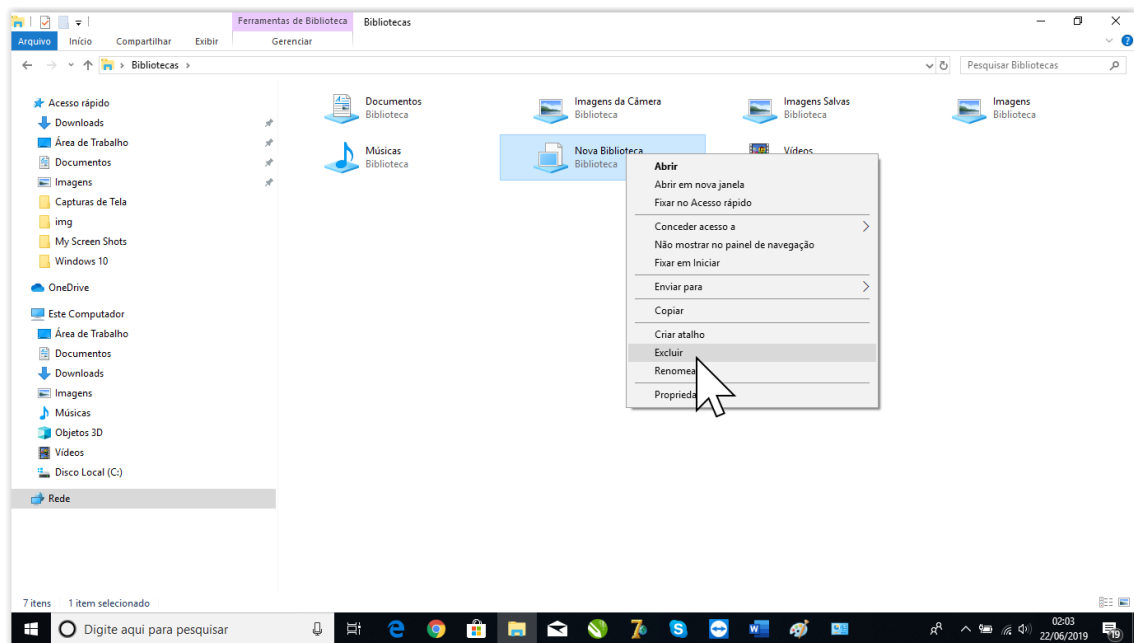 Ferramentas de Biblioteca
Bibliotecas
Arquivo
Início
Compartilhar
Exibir
Gerenciar
Bibliotecas
Pesquisar Bibliotecas
Acesso rápido
Downloads
Área de Trabalho
Documentos
Imagens
Capturas de Tela
img
My Screen Shots
Windows 10
OneDrive
Este Computador
Área de Trabalho
Documentos
Downloads
Imagens
Músicas
Objetos 3D
Vídeos
Disco Local (C:)
Rede
Documentos
Biblioteca
Imagens da Câmera
Biblioteca
Imagens Salvas
Biblioteca
Imagens
Biblioteca
Músicas
Biblioteca
Nova Biblioteca
Biblioteca
Vídeos
Abrir
Abrir em nova janela
Fixar no Acesso rápido
Conceder acesso a
Não mostrar no painel de navegação
Fixar em Iniciar
Enviar para
Copiar
Criar atalho
Excluir
Renomea
Proprieda
7 itens
1 item selecionado
Digite aqui para pesquisar
02:03
22/06/2019
19